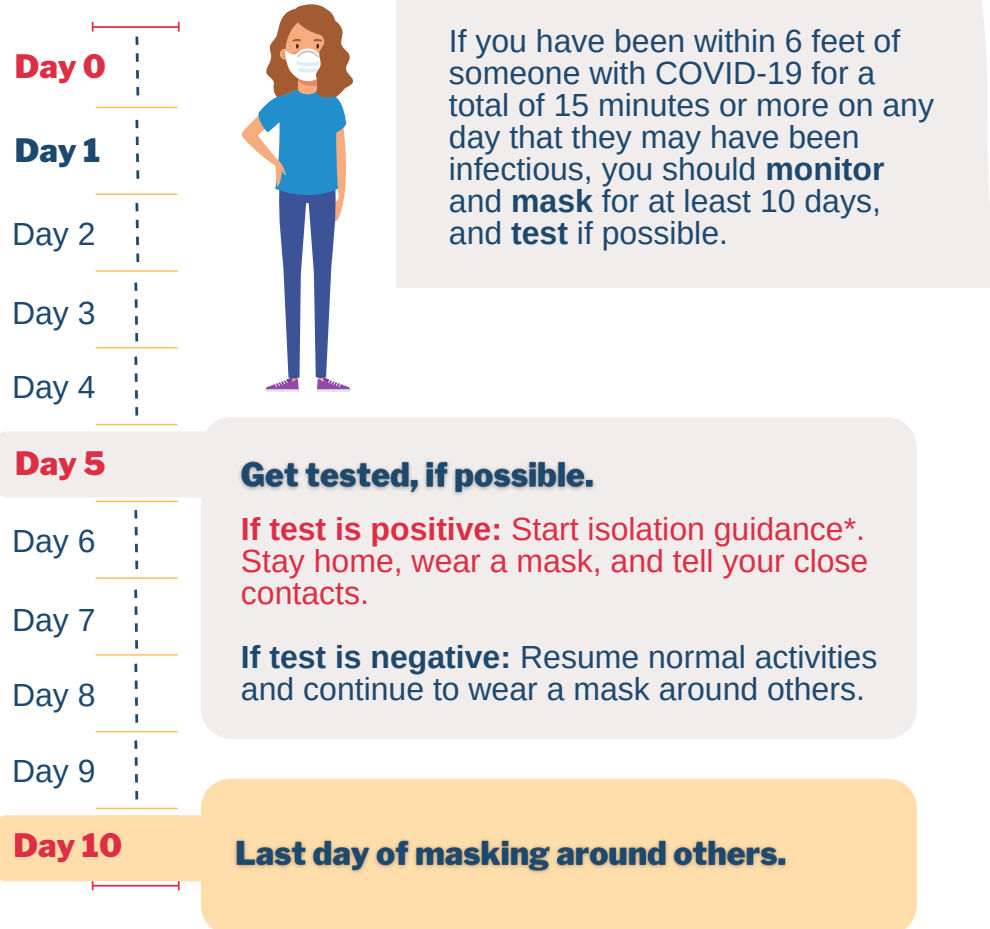 If you have been within 6 feet of
someone with COVID-19 for a
total of 15 minutes or more on any
day that they may have been
infectious, you should monitor
and mask for at least 10 days,
and test if possible.
Day 0
Day 1
Day 2
Day 3
Day 4
Day 5
Get tested, if possible.
If test is positive: Start isolation guidance*.
Stay home, wear a mask, and tell your close
contacts.
If test is negative: Resume normal activities
and continue to wear a mask around others.
Day 6
Day 7
Day 8
Day 9
Day 10
Last day of masking around others.